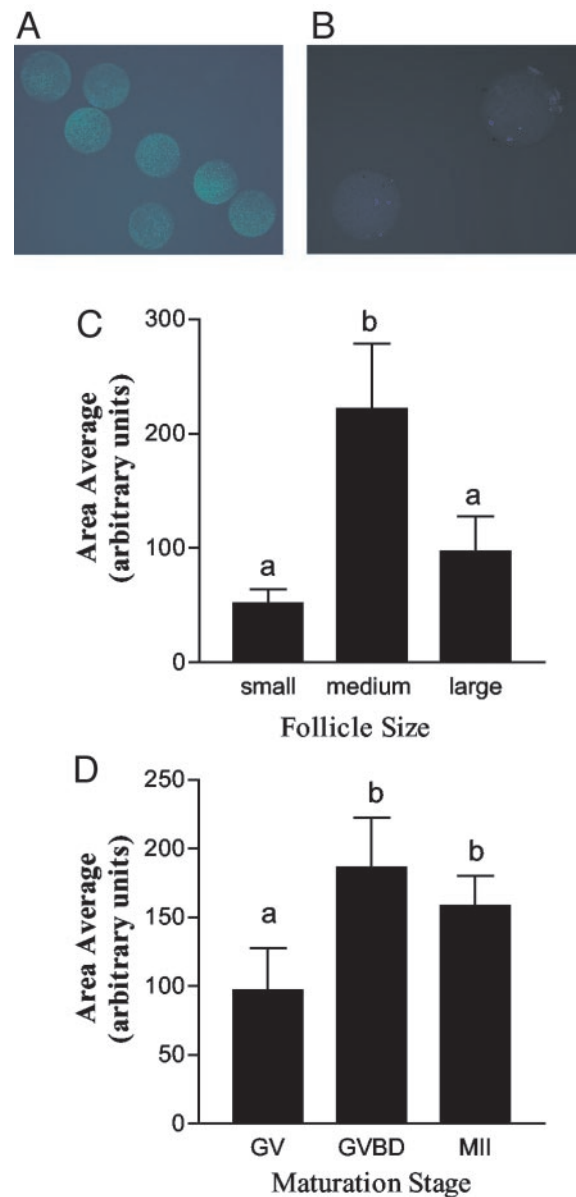 A
B
C
Area Average
(arbitrary units)
300
200
100
0
a
b
a
small medium large
Follicle Size
D
Area Average
(arbitrary units)
250
200
150
100
50
0
a
b
b
GV GVBD MII
Maturation Stage